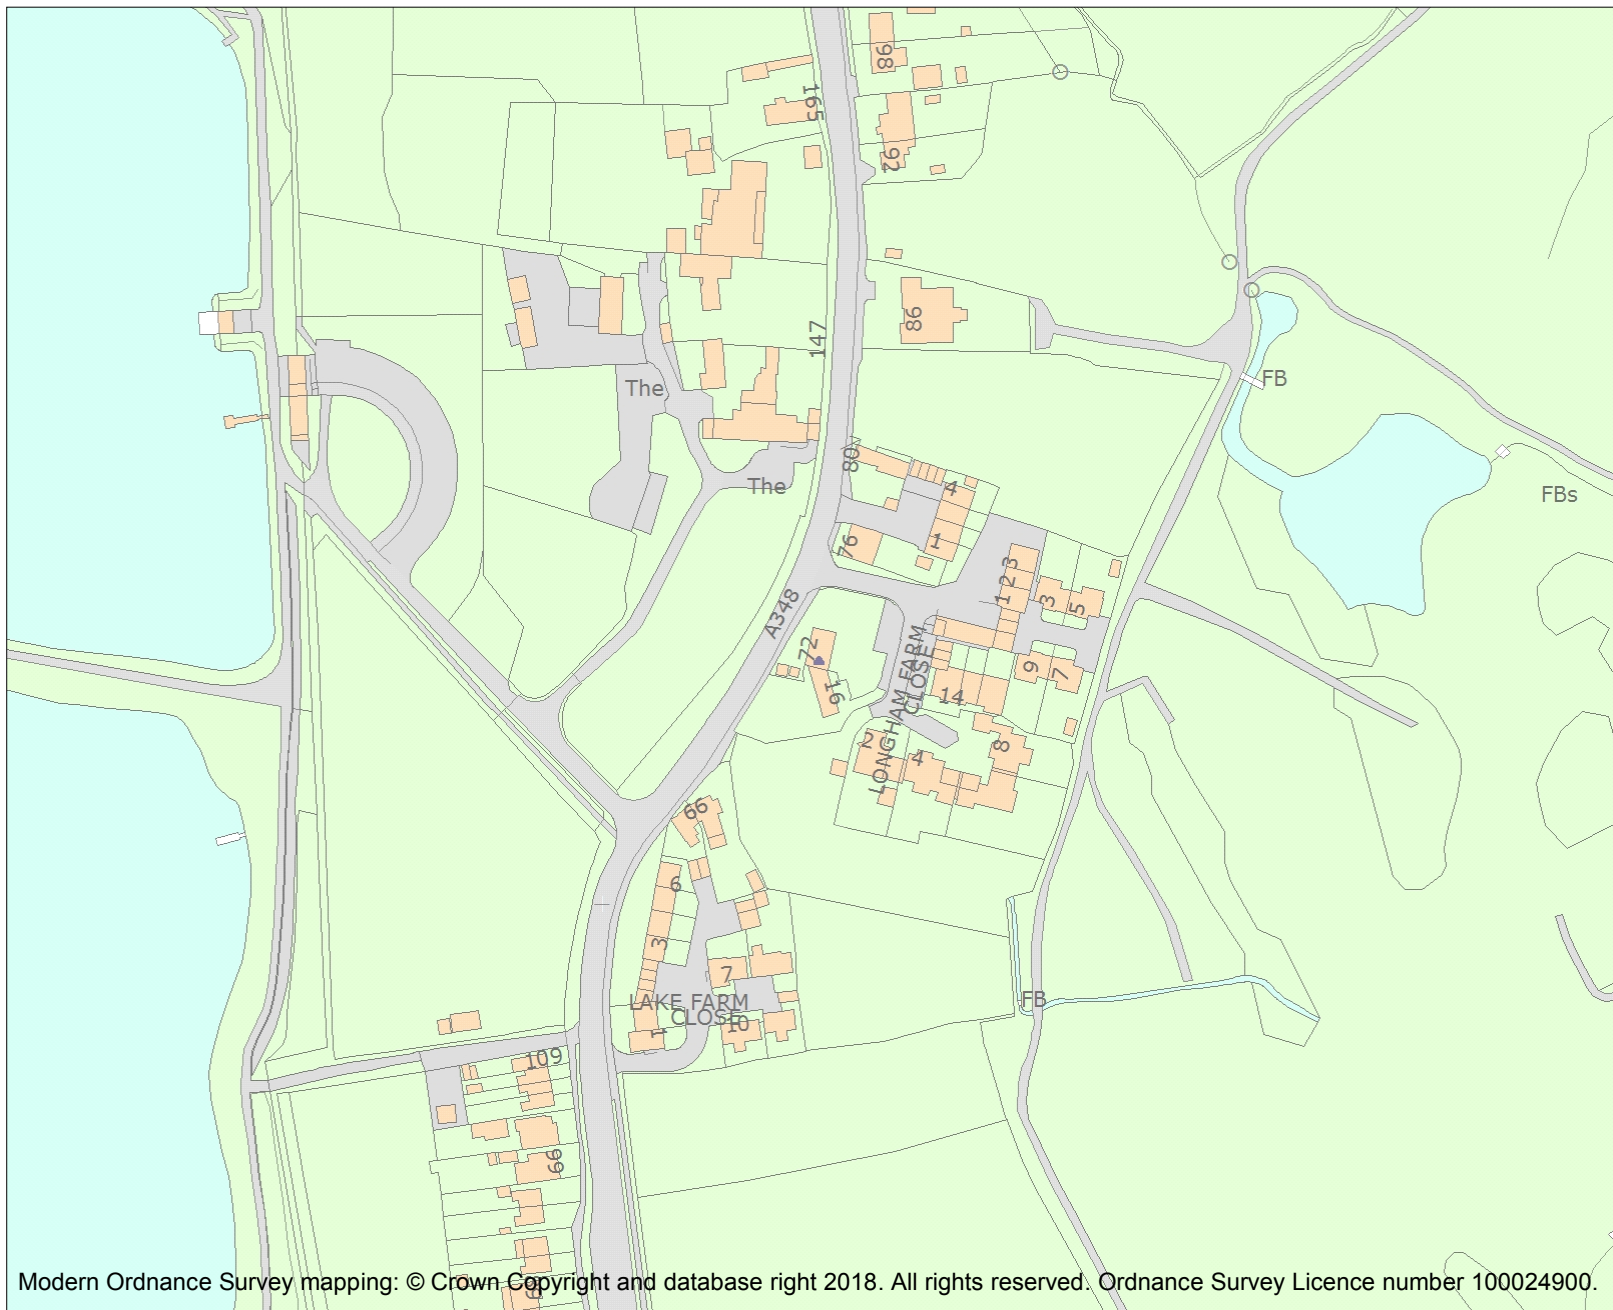 98
165
92
86
147
FB
The
80
4
The
FBs
76
1
3
2
1
3
5
A348
72
LONGHAM FARM
CLOSE
16
9
7
14
2
4
8
66
6
3
7
LAKE FARM
CLOSE
10
1
FB
109
99
Modern Ordnance Survey mapping: © Crown Copyright and database right 2018. All rights reserved. Ordnance Survey Licence number 100024900.